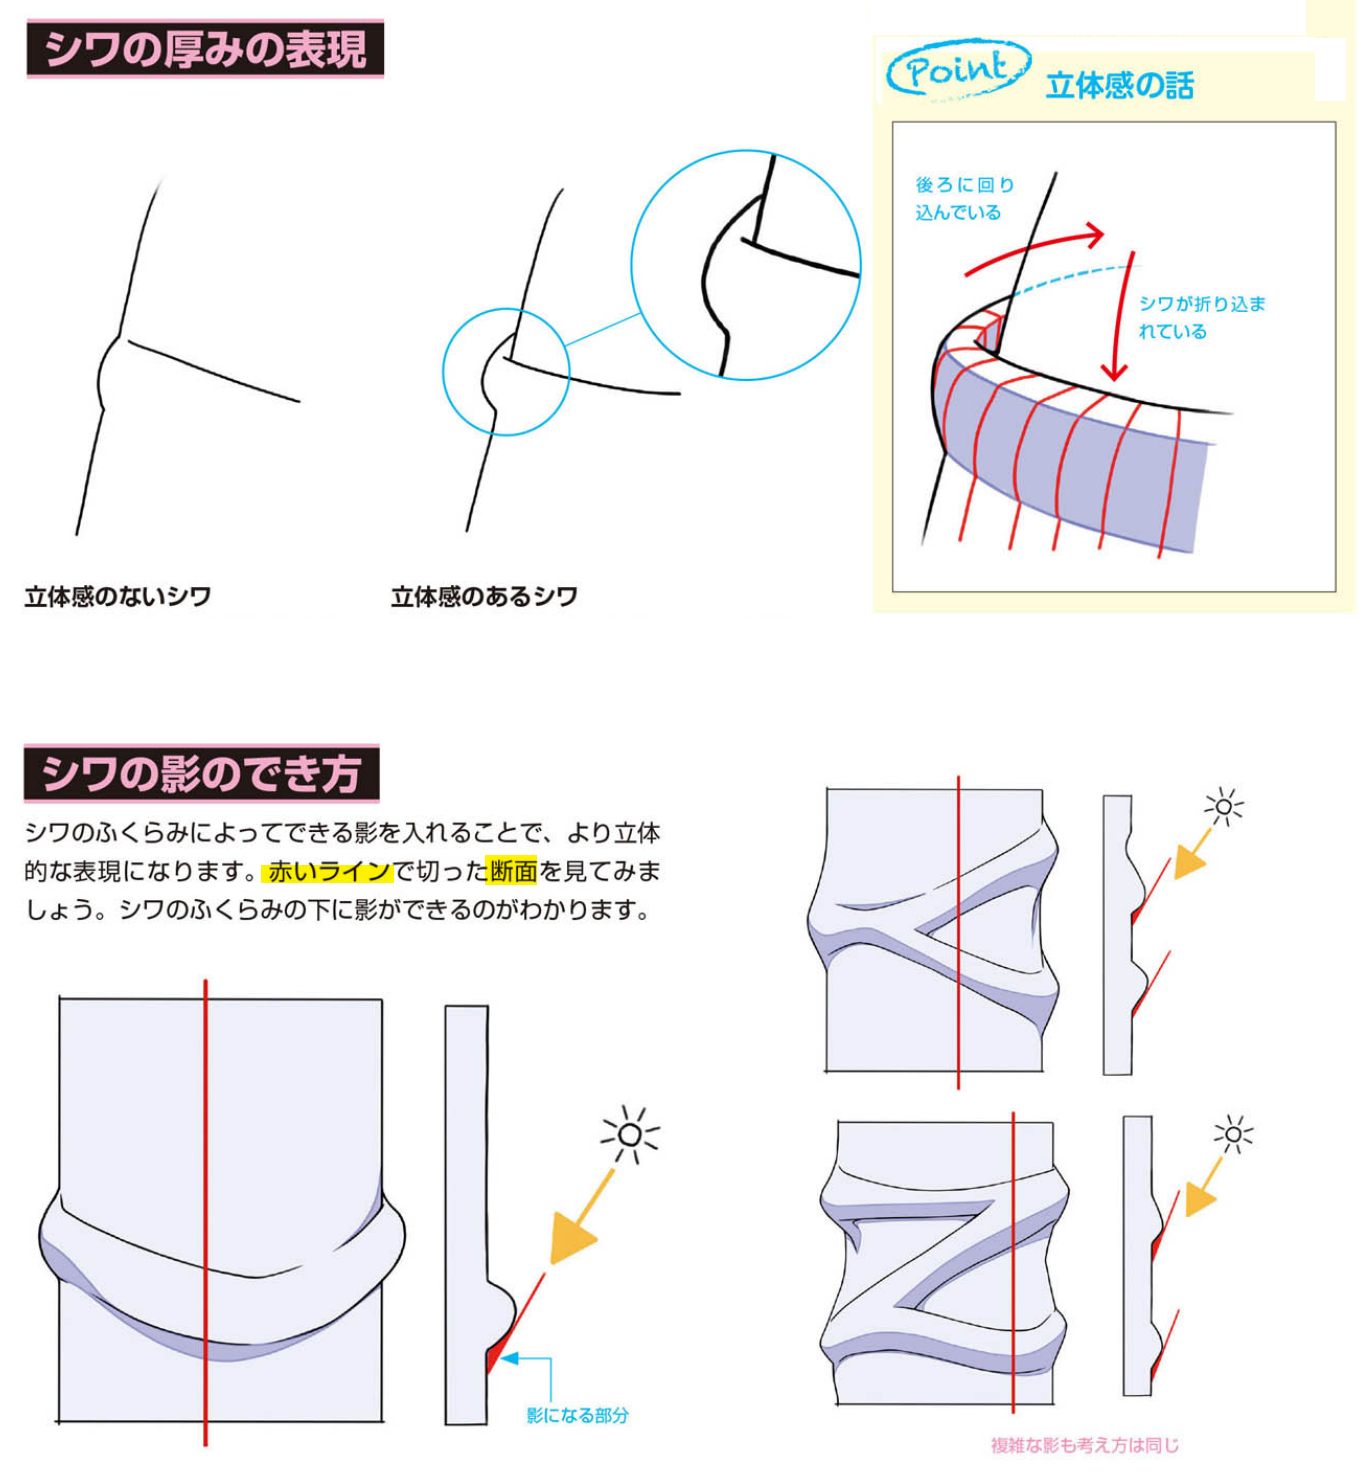 シワの厚みの表現
Point 立体感の話
後ろに回り
込んでいる
シワが折り込ま
れている
立体感のないシワ
立体感のあるシワ
シワの影のでき方
シワのふくらみによってできる影を入れることで、より立体
的な表現になります。赤いラインで切った断面を見てみま
しょう。シワのふくらみの下に影ができるのがわかります。
影になる部分
複雑な影も考え方は同じ